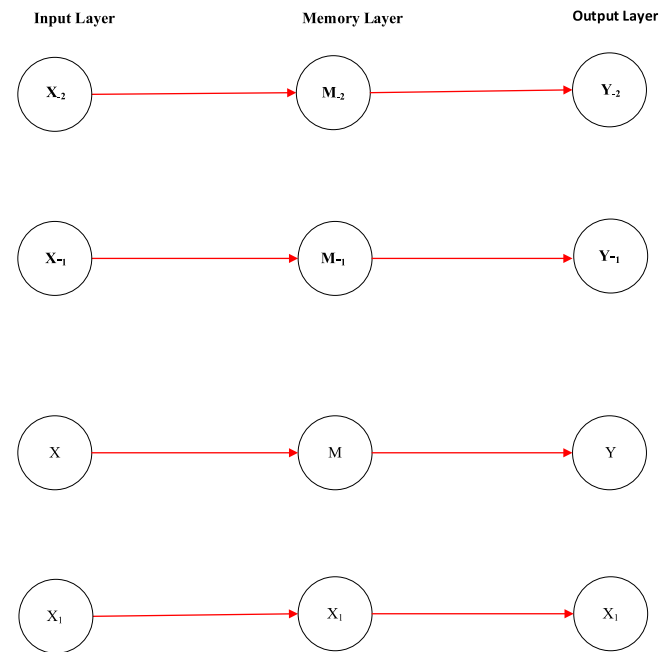 Input Layer Memory Layer Output Layer
X-2 M-2 Y-2
X-1 M-1 Y-1
X M Y
X1 X1 X1